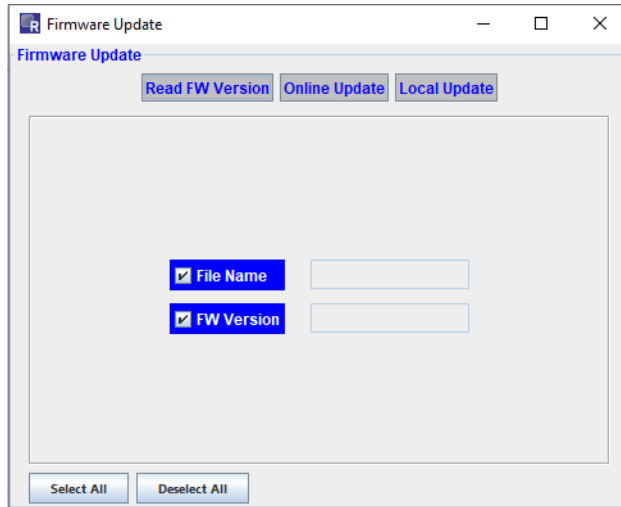 Firmware Update
Firmware Update
Read FW Version Online Update Local Update
File Name
FW Version
Select All Deselect All